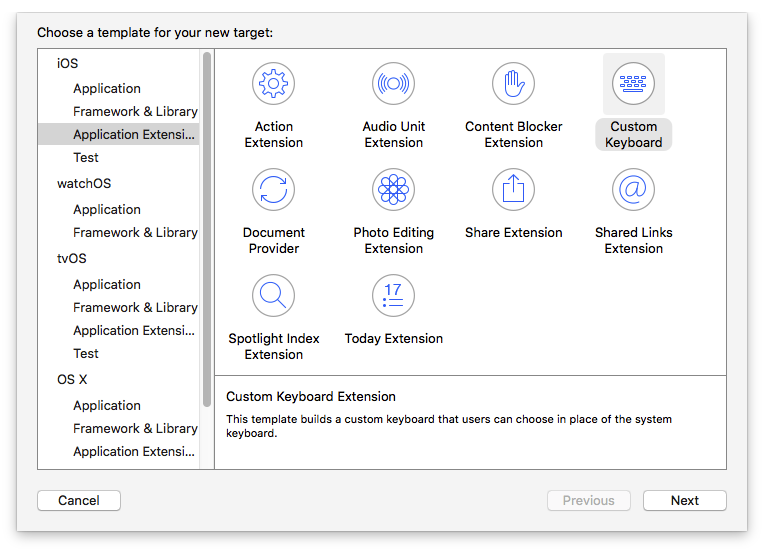 Choose a template for your new target:
iOS
Application
Framework & Library
Application Extensi...
Test
watchOS
Application
Framework & Library
tvOS
Application
Framework & Library
Application Extensi...
Test
OS X
Application
Framework & Library
Application Extensi...
Action
Extension
Audio Unit
Extension
Content Blocker
Extension
Custom
Keyboard
Document
Provider
Photo Editing
Extension
Share Extension
@
Shared Links
Extension
Spotlight Index
Extension
17
Today Extension
Custom Keyboard Extension
This template builds a custom keyboard that users can choose in place of the system
keyboard.
Cancel
Previous
Next